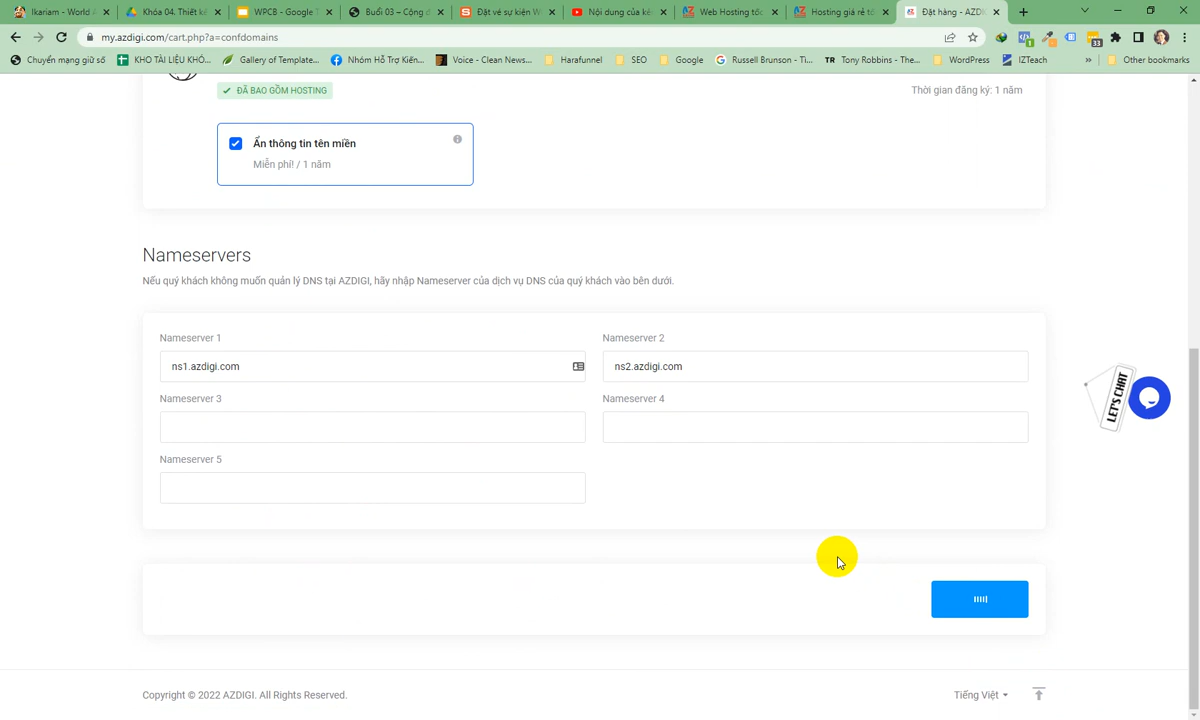 Ikariam - World A
Khóa 04. Thiết kế
WPCB - Google T
Buổi 03 – Cộng đ
Đặt vé sự kiện W
Nội dung của kê
Web Hosting tốc
Hosting giá rẻ tố
Đặt hàng - AZDI
my.azdigi.com/cart.php?a=confdomains
1
33
Chuyển mạng giữ số
KHO TÀI LIỆU KHÓ...
Gallery of Template...
Nhóm Hỗ Trợ Kiến...
Voice - Clean News...
Harafunnel
SEO
Google
Russell Brunson - Ti...
TR Tony Robbins - The...
WordPress
IZTeach
»
Other bookmarks
ĐÃ BAO GỒM HOSTING
Thời gian đăng ký: 1 năm
Ẩn thông tin tên miền
Miễn phí! / 1 năm
Nameservers
Nếu quý khách không muốn quản lý DNS tại AZDIGI, hãy nhập Nameserver của dịch vụ DNS của quý khách vào bên dưới.
Nameserver 1
Nameserver 2
ns1.azdigi.com
ns2.azdigi.com
Nameserver 3
Nameserver 4
Nameserver 5
LET'S CHAT
Copyright © 2022 AZDIGI. All Rights Reserved.
Tiếng Việt